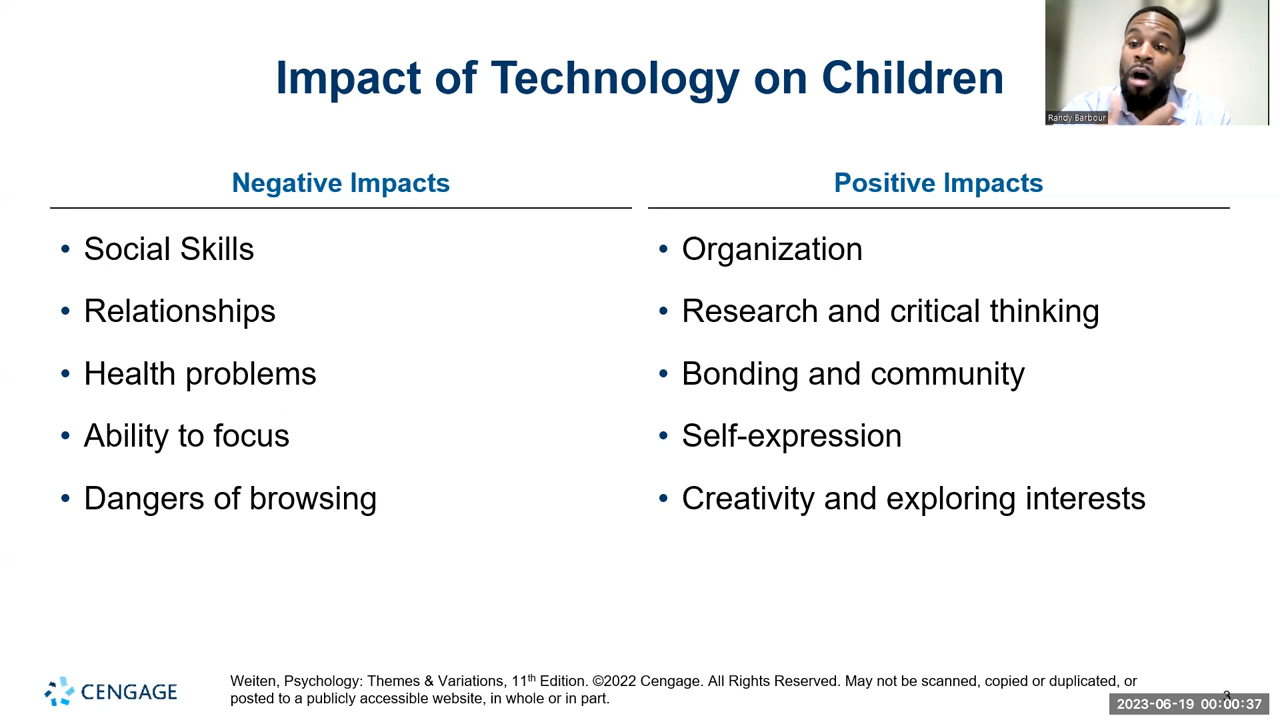 Impact of Technology on Children
Randy Barbour
Negative Impacts
• Social Skills
• Relationships
• Health problems
• Ability to focus
• Dangers of browsing
Positive Impacts
• Organization
• Research and critical thinking
• Bonding and community
• Self-expression
• Creativity and exploring interests
CENGAGE
Weiten, Psychology: Themes & Variations, 11th Edition. ©2022 Cengage. All Rights Reserved. May not be scanned, copied or duplicated, or
posted to a publicly accessible website, in whole or in part.
3
2023-06-19 00:00:37